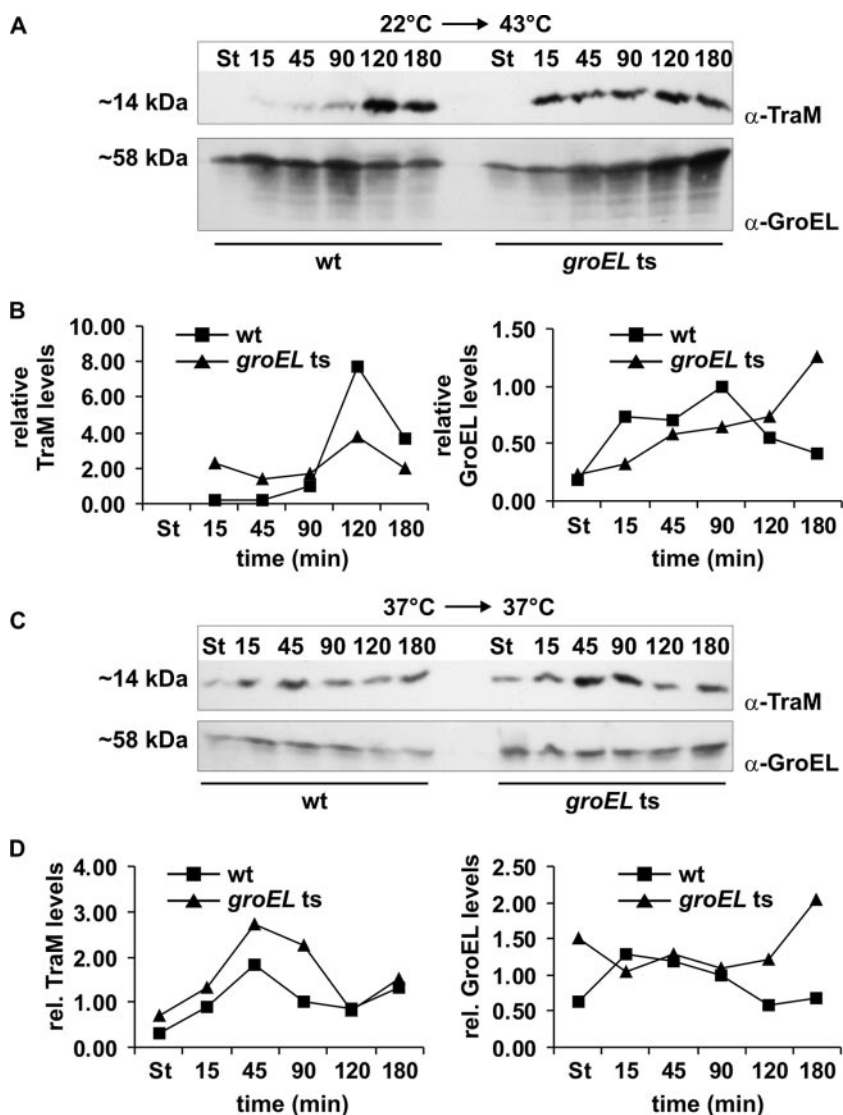 A
22°C → 43°C
St 15 45 90 120 180 St 15 45 90 120 180
~14 kDa
α-TraM
~58 kDa
α-GroEL
wt groEL ts
B
relative TraM levels
10.00
8.00
6.00
4.00
2.00
0.00
wt
groEL ts
St 15 45 90 120 180
time (min)
relative GroEL levels
1.50
1.00
0.50
0.00
wt
groEL ts
St 15 45 90 120 180
time (min)
C
37°C → 37°C
St 15 45 90 120 180 St 15 45 90 120 180
~14 kDa
α-TraM
~58 kDa
α-GroEL
wt groEL ts
D
rel. TraM levels
4.00
3.00
2.00
1.00
0.00
wt
groEL ts
St 15 45 90 120 180
time (min)
rel. GroEL levels
2.50
2.00
1.50
1.00
0.50
0.00
wt
groEL ts
St 15 45 90 120 180
time (min)